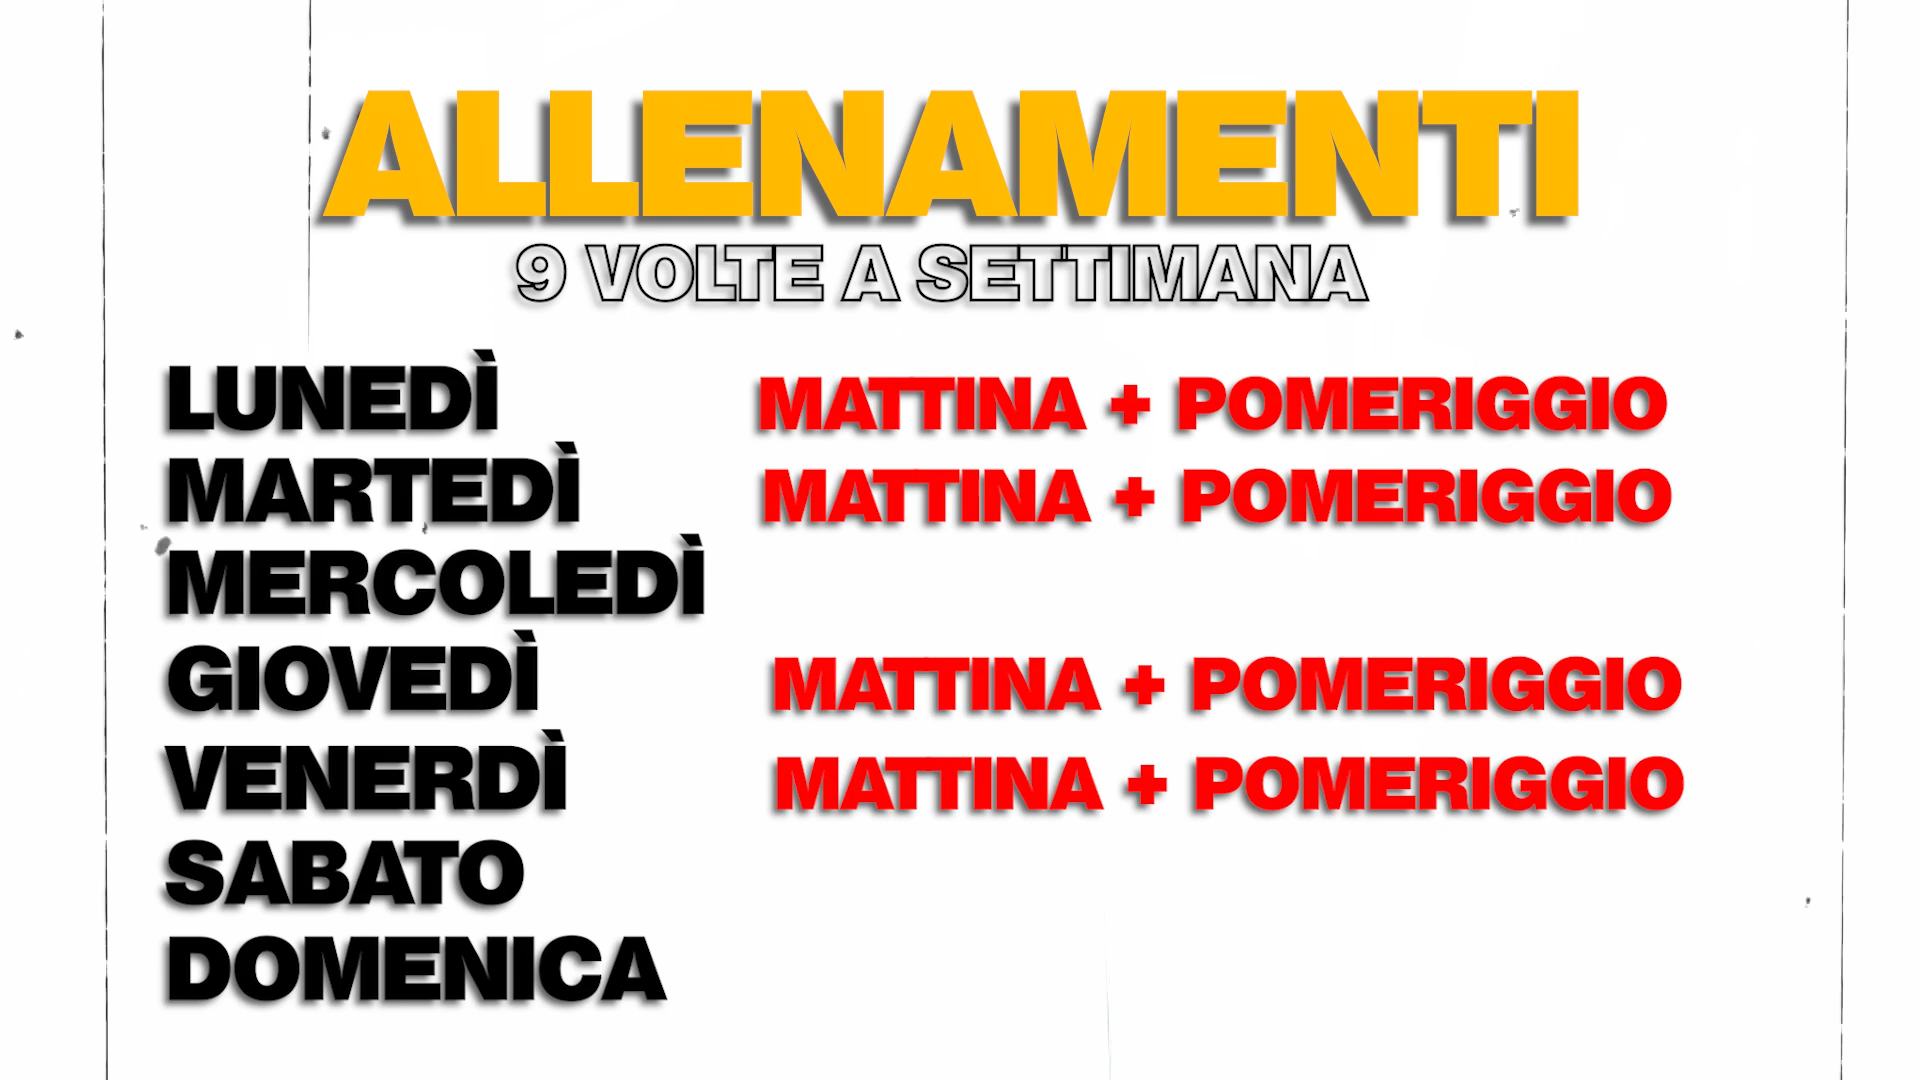 ALLENAMENTI
9 VOLTE A SETTIMANA
LUNEDÌ MATTINA + POMERIGGIO
MARTEDÌ MATTINA + POMERIGGIO
MERCOLEDÌ
GIOVEDÌ MATTINA + POMERIGGIO
VENERDÌ MATTINA + POMERIGGIO
SABATO
DOMENICA